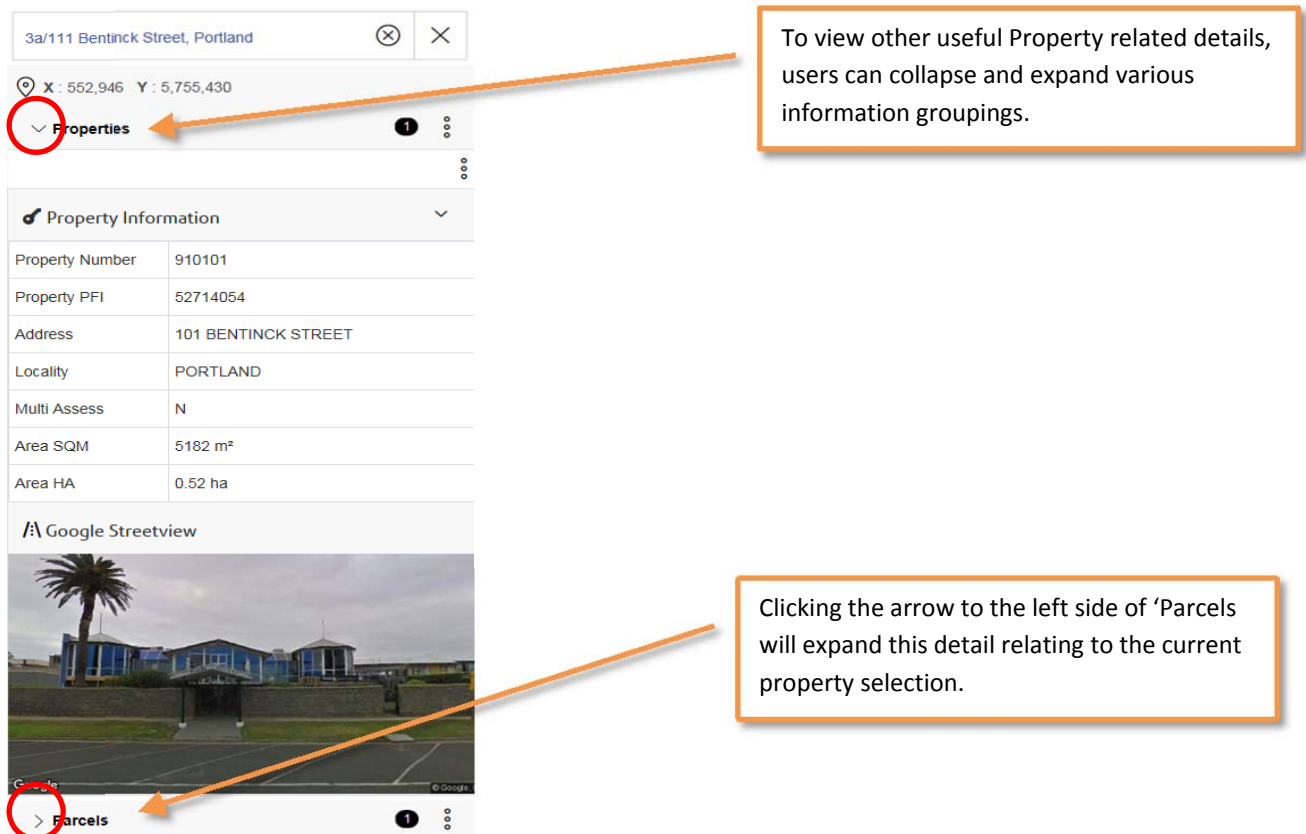 3a/111 Bentinck Street, Portland
X : 552,946 Y : 5,755,430
Properties 1
Property Information
Property Number 910101
Property PFI 52714054
Address 101 BENTINCK STREET
Locality PORTLAND
Multi Assess N
Area SQM 5182 m²
Area HA 0.52 ha
Google Streetview
Google © Google
Parcels 1
To view other useful Property related details,
users can collapse and expand various
information groupings.
Clicking the arrow to the left side of ‘Parcels
will expand this detail relating to the current
property selection.